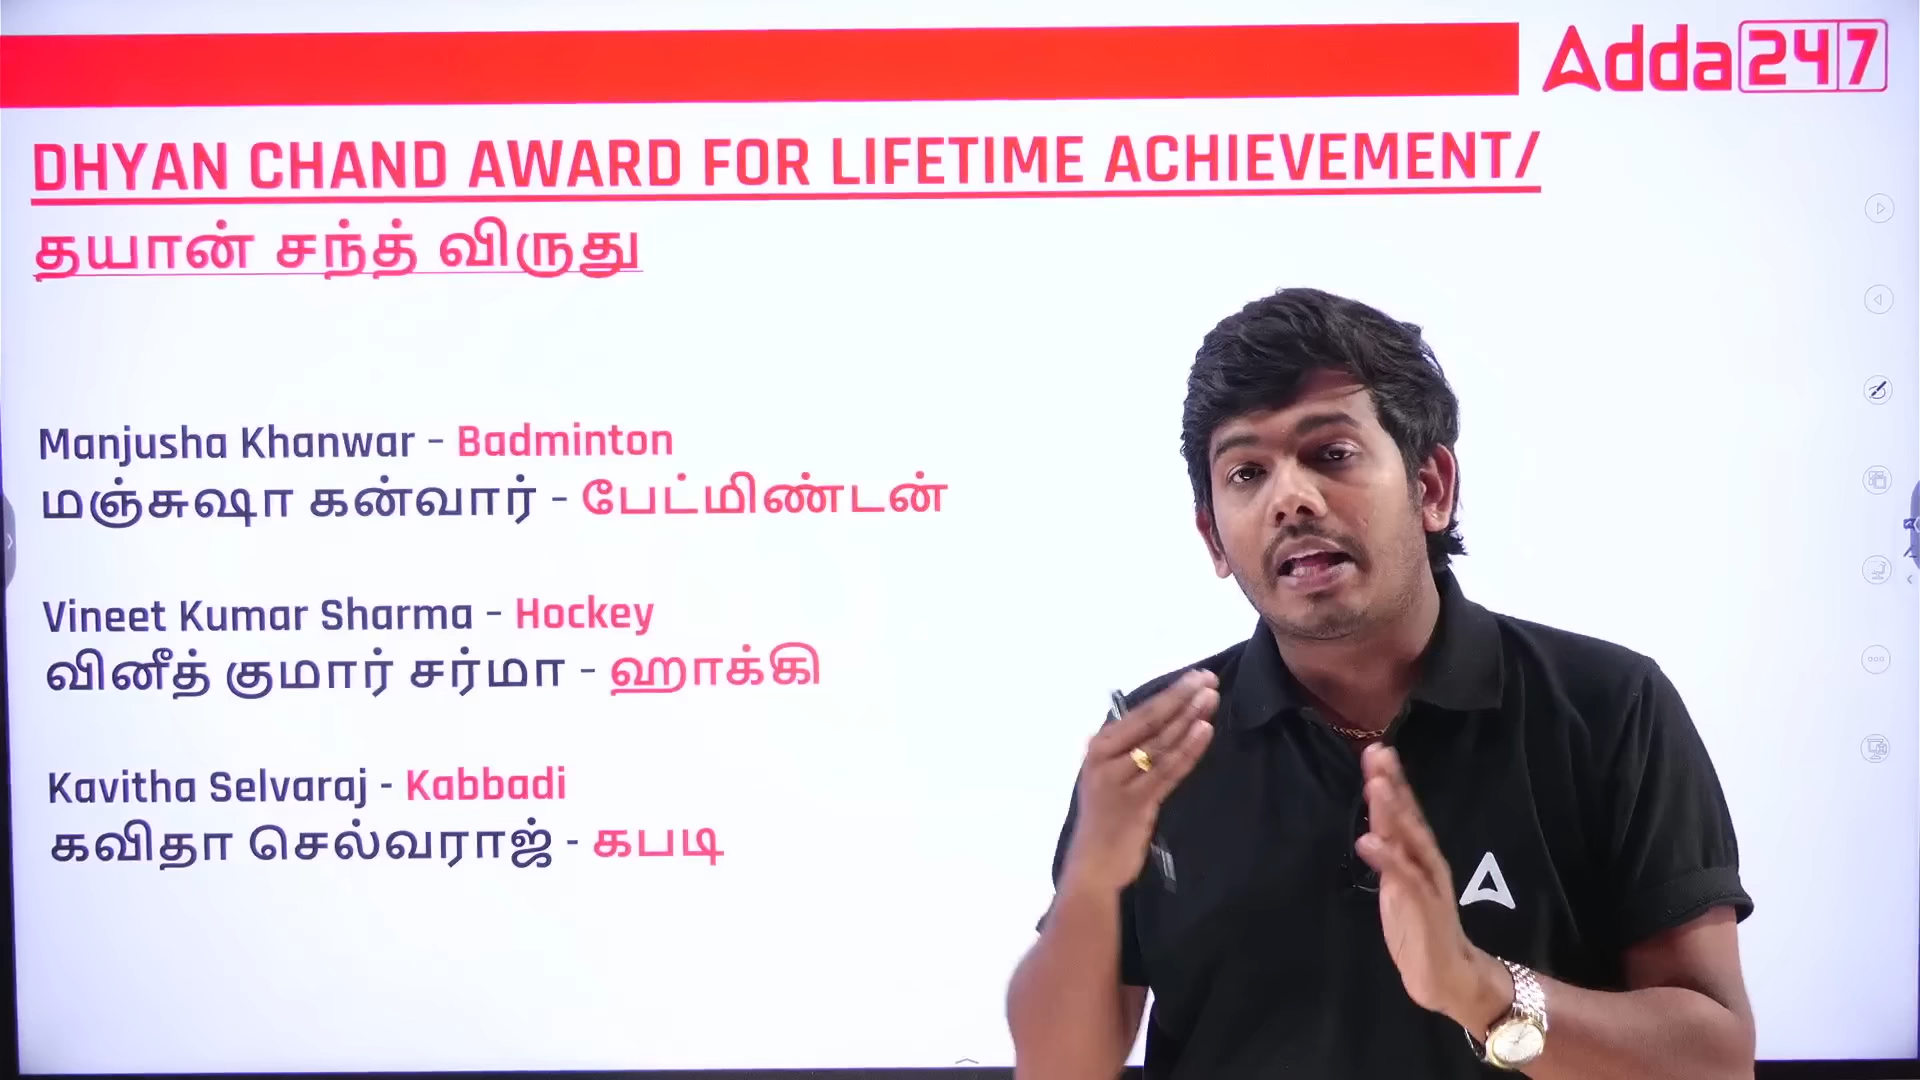 Adda247
DHYAN CHAND AWARD FOR LIFETIME ACHIEVEMENT/
தயான் சந்த் விருது
Manjusha Khanwar - Badminton
மஞ்சுஷா கன்வார் - பேட்மிண்டன்
Vineet Kumar Sharma - Hockey
வினீத் குமார் சர்மா - ஹாக்கி
Kavitha Selvaraj - Kabbadi
கவிதா செல்வராஜ் - கபடி